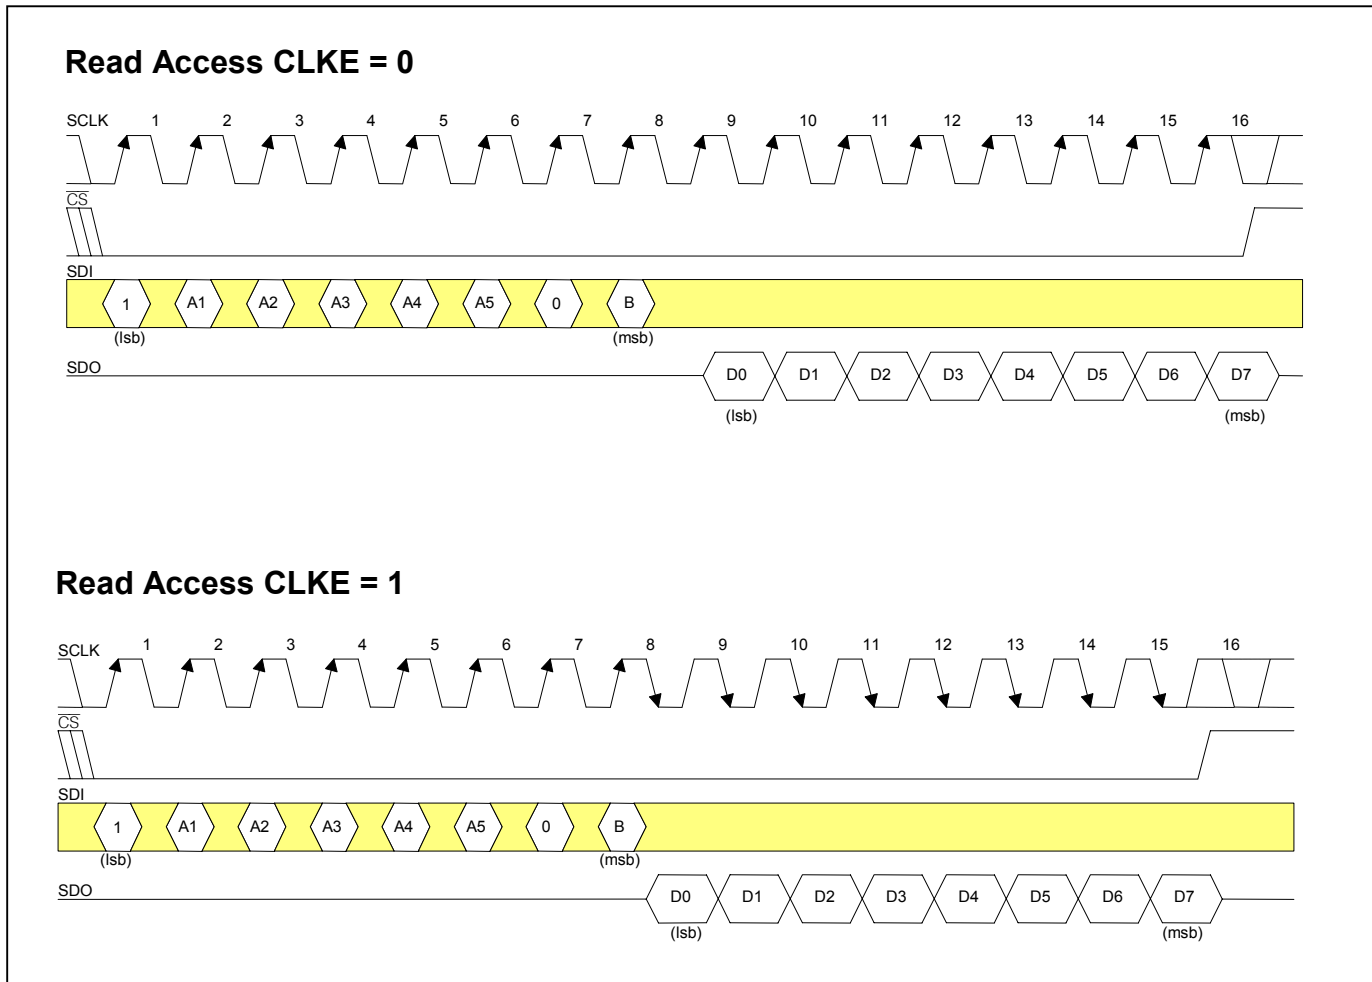 Read Access CLKE = 0
SCLK 1 2 3 4 5 6 7 8 9 10 11 12 13 14 15 16
CS
SDI
1 A1 A2 A3 A4 A5 0 B
(lsb) (msb)
SDO
D0 D1 D2 D3 D4 D5 D6 D7
(lsb) (msb)
Read Access CLKE = 1
SCLK 1 2 3 4 5 6 7 8 9 10 11 12 13 14 15 16
CS
SDI
1 A1 A2 A3 A4 A5 0 B
(lsb) (msb)
SDO
D0 D1 D2 D3 D4 D5 D6 D7
(lsb) (msb)